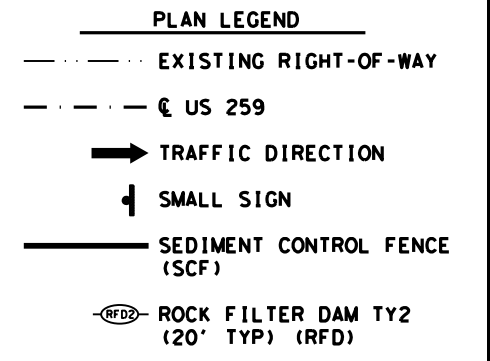 PLAN LEGEND
EXISTING RIGHT-OF-WAY
℄ US 259
TRAFFIC DIRECTION
SMALL SIGN
SEDIMENT CONTROL FENCE
(SCF)
RFD2 ROCK FILTER DAM TY2
(20' TYP) (RFD)